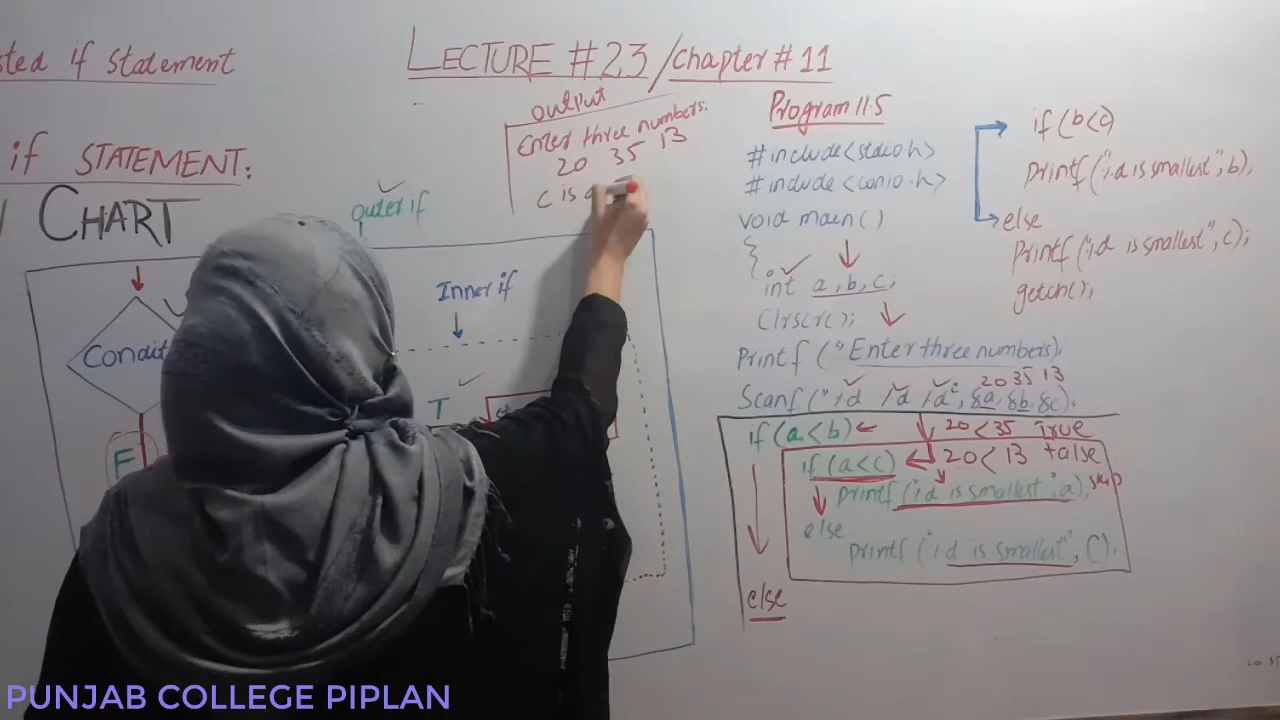 LECTURE #23/Chapter #11
sted if statement
if STATEMENT:
CHART
outer if
Condit
F
Inner if
T
output
Enter three numbers.
20 35 13
c is
Program 11.5
#include<stdio.h>
#include<conio.h>
void main()
{
int a,b,c;
Clrscr();
Printf ("Enter three numbers);
20 35 13
Scanf("%d %d %d", &a, &b, &c).
if (a<b) 20<35 True
if (a<c) 20<13 false
printf ("%d is smallest", a), skip
else
printf ("%d is smallest", C).
else
if (b<c)
Printf("%d is smallest", b),
else
Printf("%d is smallest", c);
getch();
PUNJAB COLLEGE PIPLAN